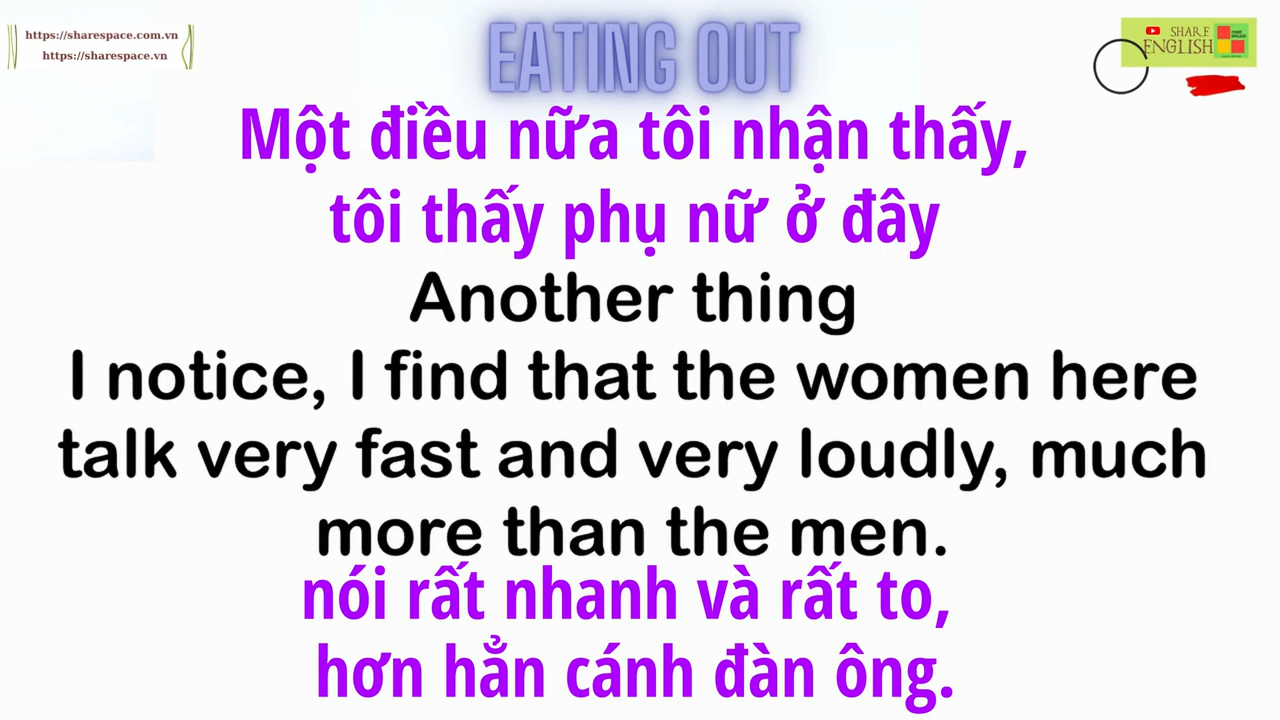 https://sharespace.com.vn
https://sharespace.vn
EATING OUT
SHARE
ENGLISH
Một điều nữa tôi nhận thấy,
tôi thấy phụ nữ ở đây
Another thing
I notice, I find that the women here
talk very fast and very loudly, much
more than the men.
nói rất nhanh và rất to,
hơn hẳn cánh đàn ông.